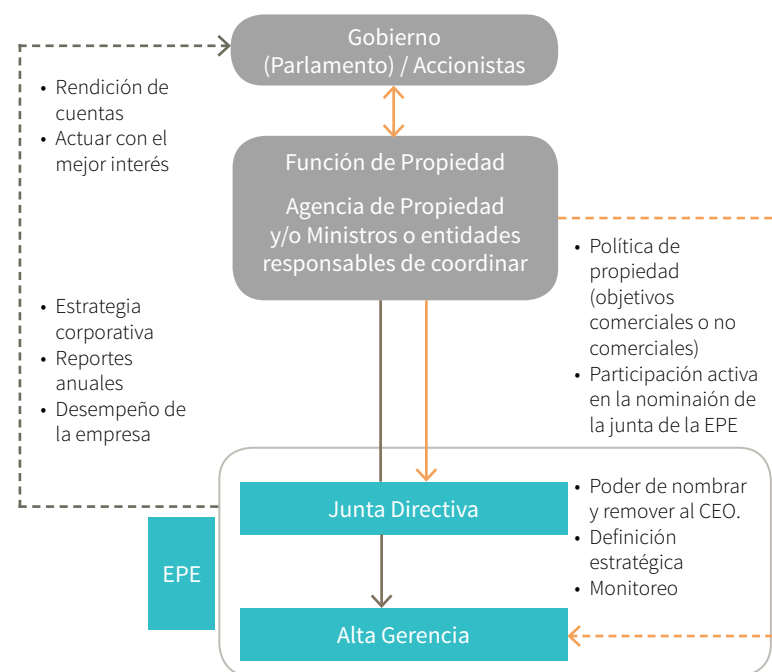 Gobierno
(Parlamento) / Accionistas
• Rendición de
cuentas
• Actuar con el
mejor interés
Función de Propiedad
Agencia de Propiedad
y/o Ministros o entidades
responsables de coordinar
• Política de
propiedad
(objetivos
comerciales o no
comerciales)
• Participación activa
en la nominaión de
la junta de la EPE
• Estrategia
corporativa
• Reportes
anuales
• Desempeño de
la empresa
Junta Directiva
• Poder de nombrar
y remover al CEO.
• Definición
estratégica
• Monitoreo
EPE
Alta Gerencia